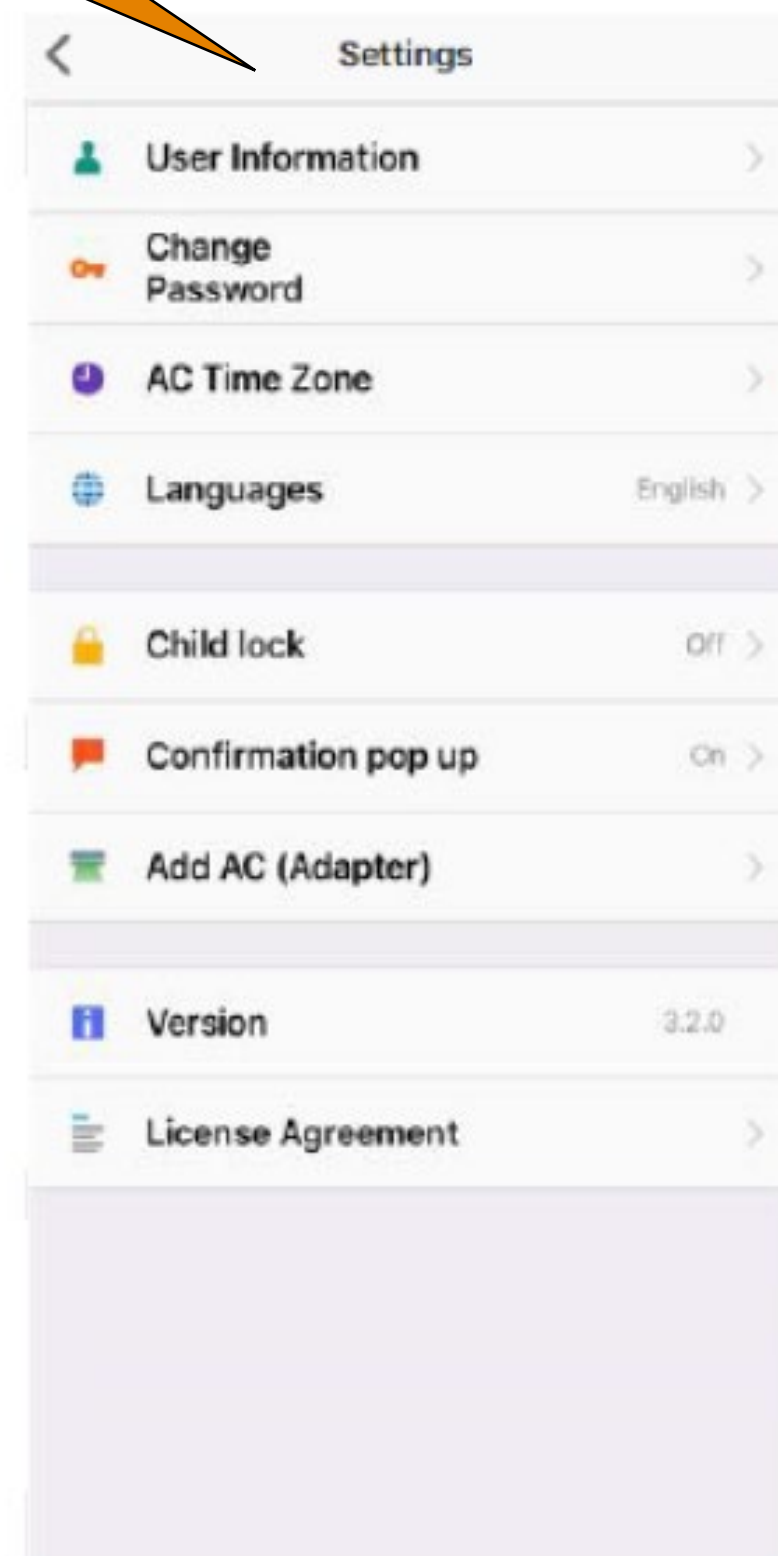 Settings
User Information
Change
Password
AC Time Zone
Languages English
Child lock Off
Confirmation pop up On
Add AC (Adapter)
Version 3.2.0
License Agreement